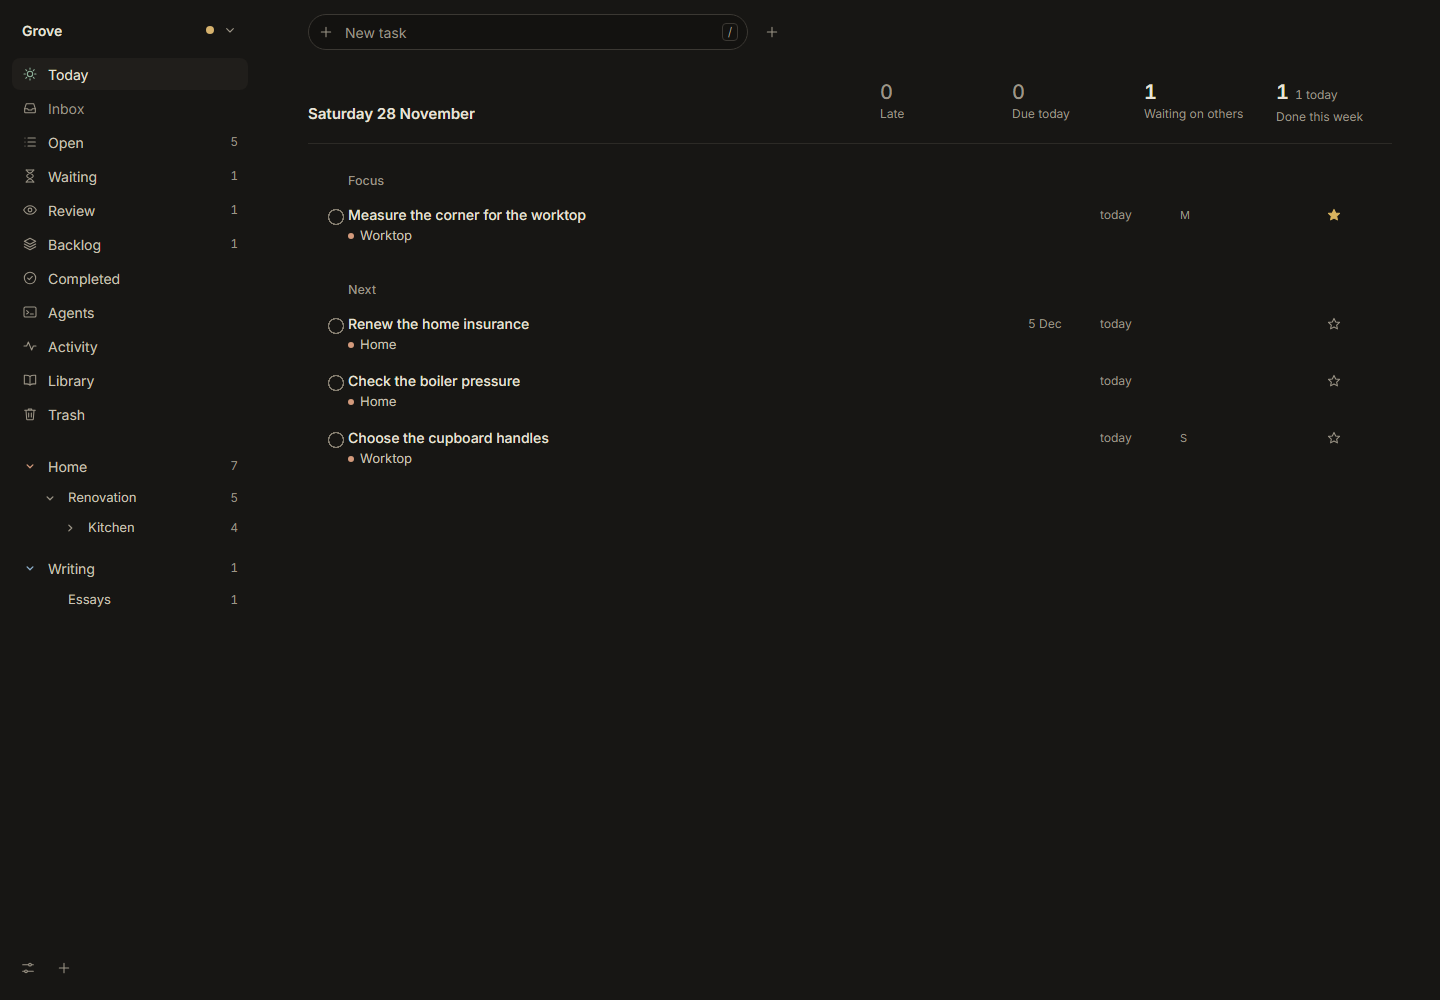 Grove
Today
Inbox
Open 5
Waiting 1
Review 1
Backlog 1
Completed
Agents
Activity
Library
Trash
Home 7
Renovation 5
Kitchen 4
Writing 1
Essays 1
New task /
Saturday 28 November
0
Late
0
Due today
1
Waiting on others
1 1 today
Done this week
Focus
Measure the corner for the worktop today M
Worktop
Next
Renew the home insurance 5 Dec today
Home
Check the boiler pressure today
Home
Choose the cupboard handles today S
Worktop